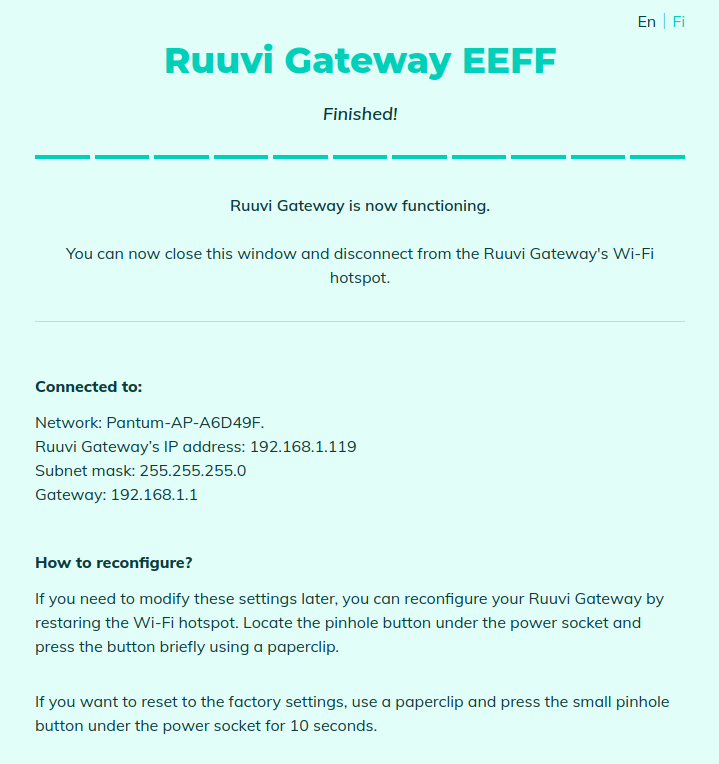 En | Fi
Ruuvi Gateway EEFF
Finished!
Ruuvi Gateway is now functioning.
You can now close this window and disconnect from the Ruuvi Gateway's Wi-Fi
hotspot.
Connected to:
Network: Pantum-AP-A6D49F.
Ruuvi Gateway’s IP address: 192.168.1.119
Subnet mask: 255.255.255.0
Gateway: 192.168.1.1
How to reconfigure?
If you need to modify these settings later, you can reconfigure your Ruuvi Gateway by
restaring the Wi-Fi hotspot. Locate the pinhole button under the power socket and
press the button briefly using a paperclip.
If you want to reset to the factory settings, use a paperclip and press the small pinhole
button under the power socket for 10 seconds.